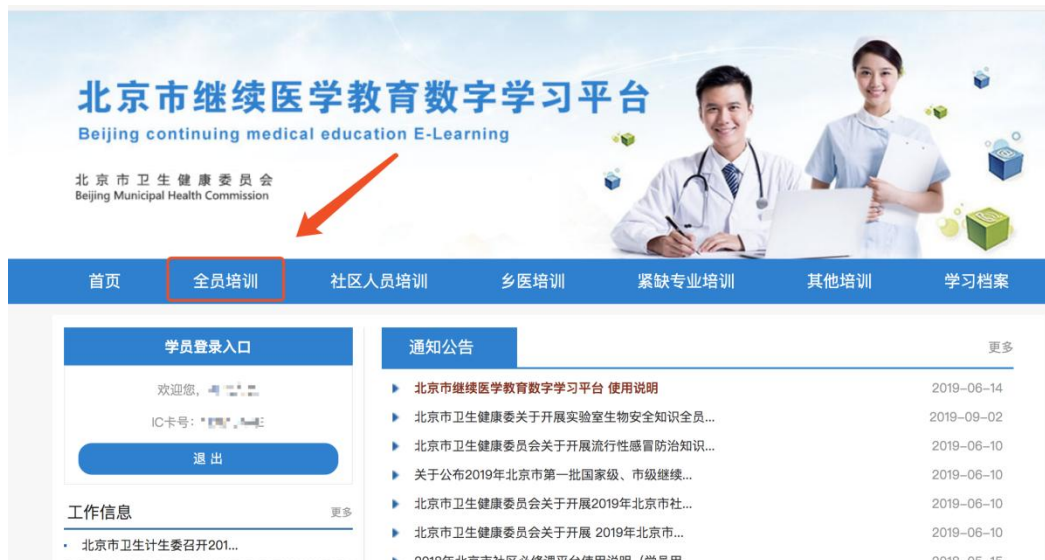 北京市继续医学教育数字学习平台
Beijing continuing medical education E-Learning
北京市卫生健康委员会
Beijing Municipal Health Commission
首页 全员培训 社区人员培训 乡医培训 紧缺专业培训 其他培训 学习档案
学员登录入口
欢迎您,
IC卡号:
退出
工作信息 更多
北京市卫生计生委召开201...
通知公告 更多
北京市继续医学教育数字学习平台 使用说明 2019-06-14
北京市卫生健康委关于开展实验室生物安全知识全员... 2019-09-02
北京市卫生健康委员会关于开展流行性感冒防治知识... 2019-06-10
关于公布2019年北京市第一批国家级、市级继续... 2019-06-10
北京市卫生健康委员会关于开展2019年北京市社... 2019-06-10
北京市卫生健康委员会关于开展 2019年北京市... 2019-06-10